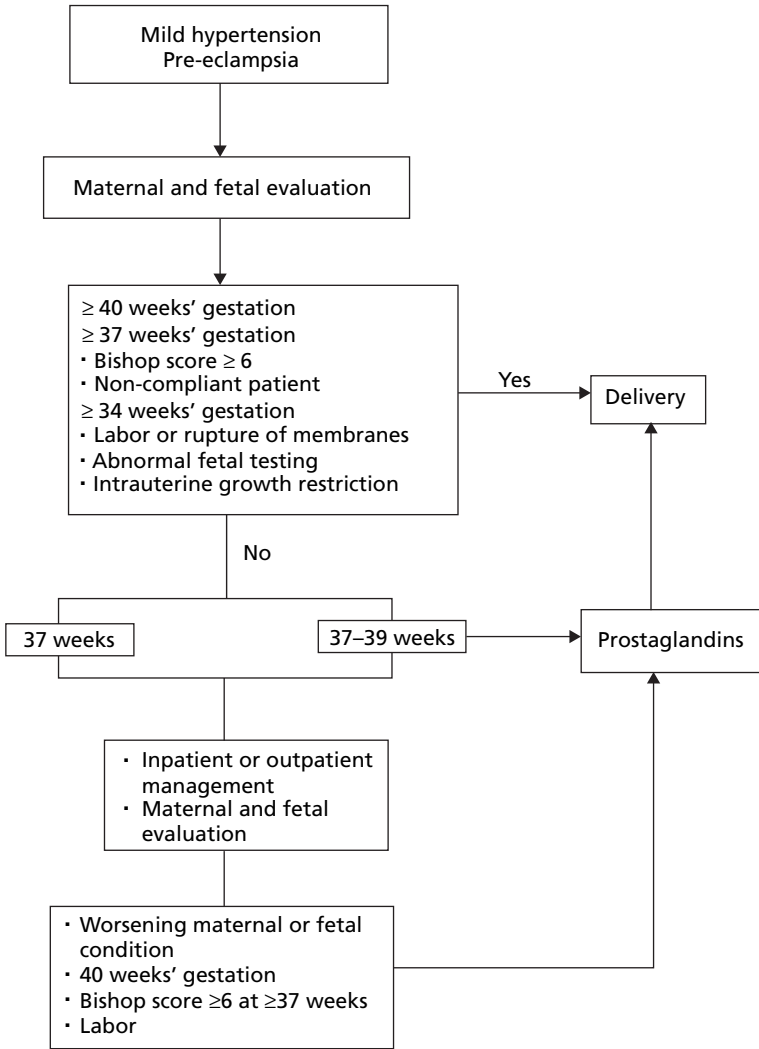 Mild hypertension
Pre-eclampsia
Maternal and fetal evaluation
≥ 40 weeks’ gestation
≥ 37 weeks’ gestation
· Bishop score ≥ 6
· Non-compliant patient
≥ 34 weeks’ gestation
· Labor or rupture of membranes
· Abnormal fetal testing
· Intrauterine growth restriction
Yes
Delivery
No
37 weeks
37–39 weeks
Prostaglandins
· Inpatient or outpatient
management
· Maternal and fetal
evaluation
· Worsening maternal or fetal
condition
· 40 weeks’ gestation
· Bishop score ≥6 at ≥37 weeks
· Labor